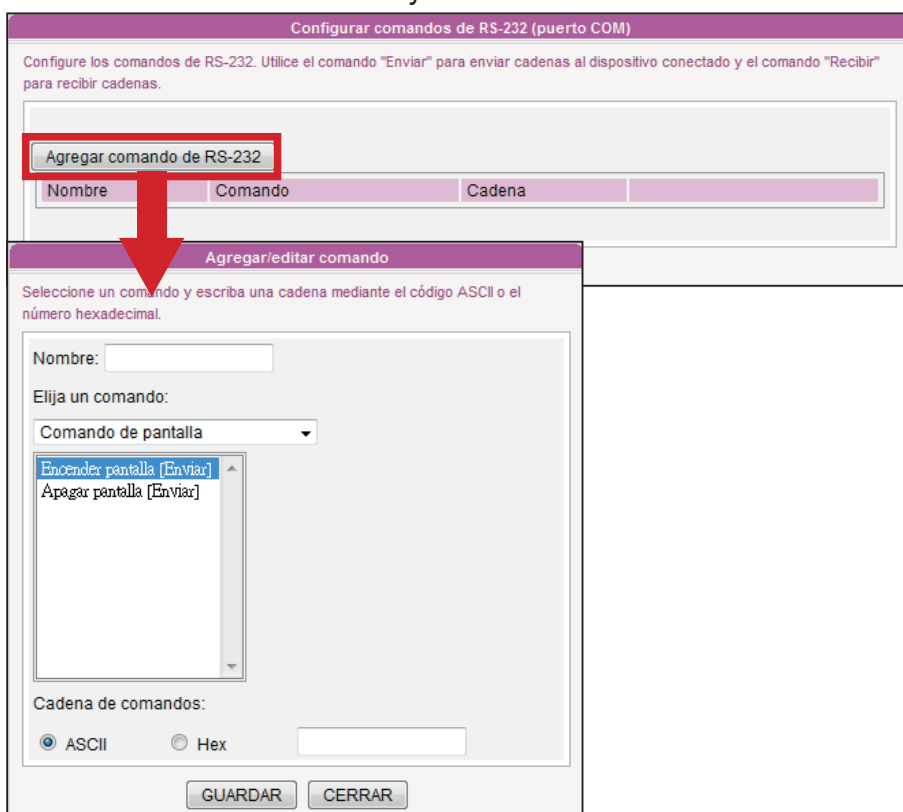 y
Configurar comandos de RS-232 (puerto COM)
Configure los comandos de RS-232. Utilice el comando "Enviar" para enviar cadenas al dispositivo conectado y el comando "Recibir"
para recibir cadenas.
Agregar comando de RS-232
Nombre Comando Cadena
Agregar/editar comando
Seleccione un comando y escriba una cadena mediante el código ASCII o el
número hexadecimal.
Nombre:
Elija un comando:
Comando de pantalla
Encender pantalla [Enviar]
Apagar pantalla [Enviar]
Cadena de comandos:
ASCII Hex
GUARDAR CERRAR